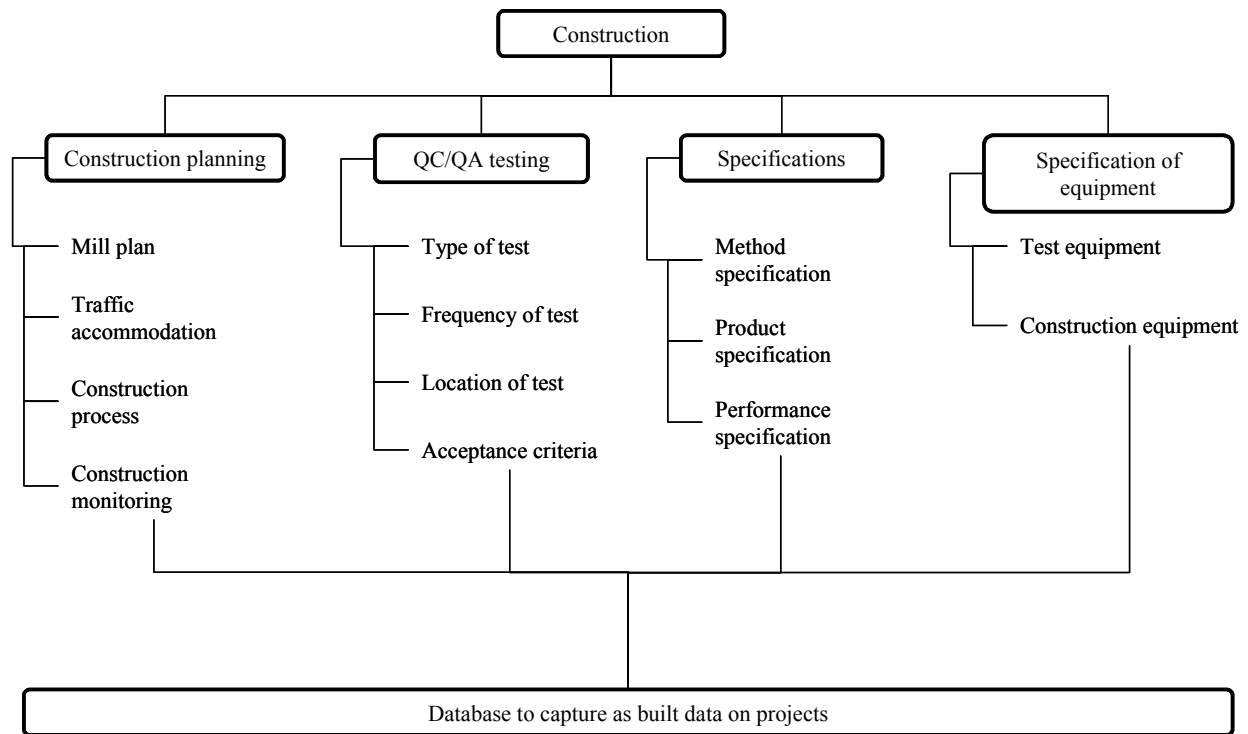 Construction
Construction planning
QC/QA testing
Specifications
Specification of
equipment
Mill plan
Traffic
accommodation
Construction
process
Construction
monitoring
Type of test
Frequency of test
Location of test
Acceptance criteria
Method
specification
Product
specification
Performance
specification
Test equipment
Construction equipment
Database to capture as built data on projects